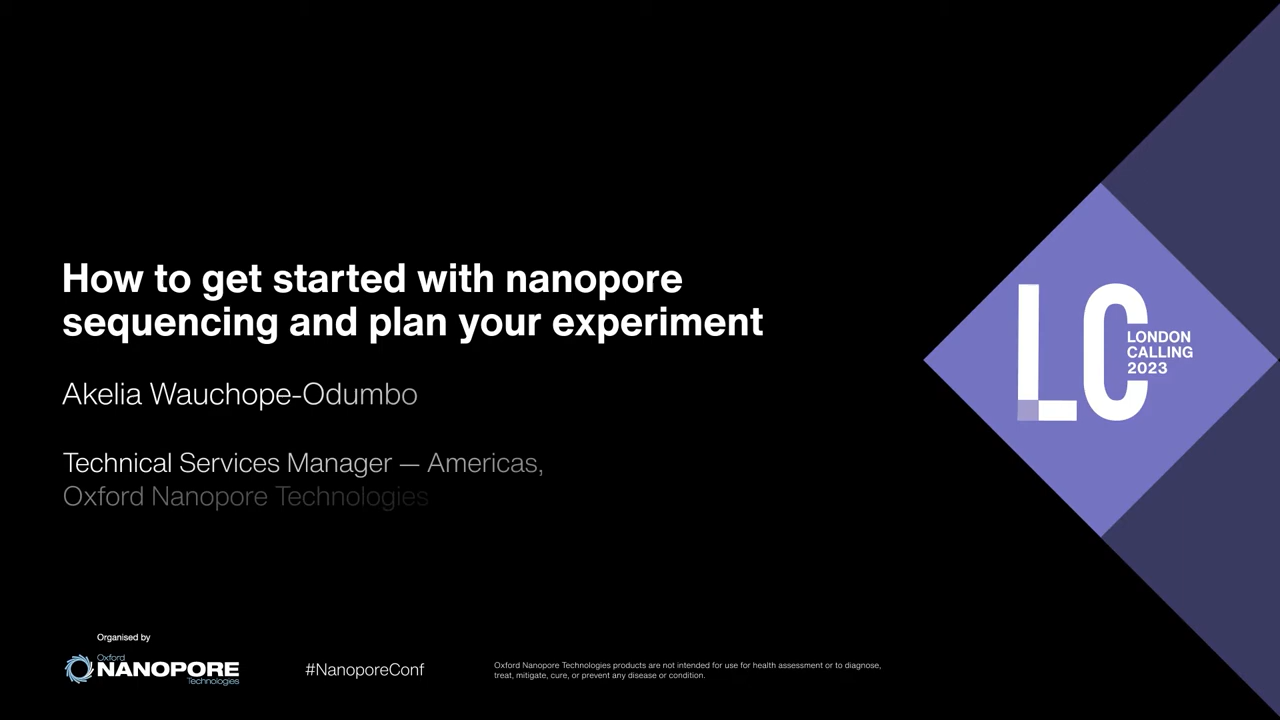 How to get started with nanopore
sequencing and plan your experiment
Akelia Wauchope-Odumbo
Technical Services Manager — Americas,
Oxford Nanopore Technologies
LC
LONDON
CALLING
2023
Organised by
Oxford
NANOPORE
Technologies
#NanoporeConf
Oxford Nanopore Technologies products are not intended for use for health assessment or to diagnose,
treat, mitigate, cure, or prevent any disease or condition.